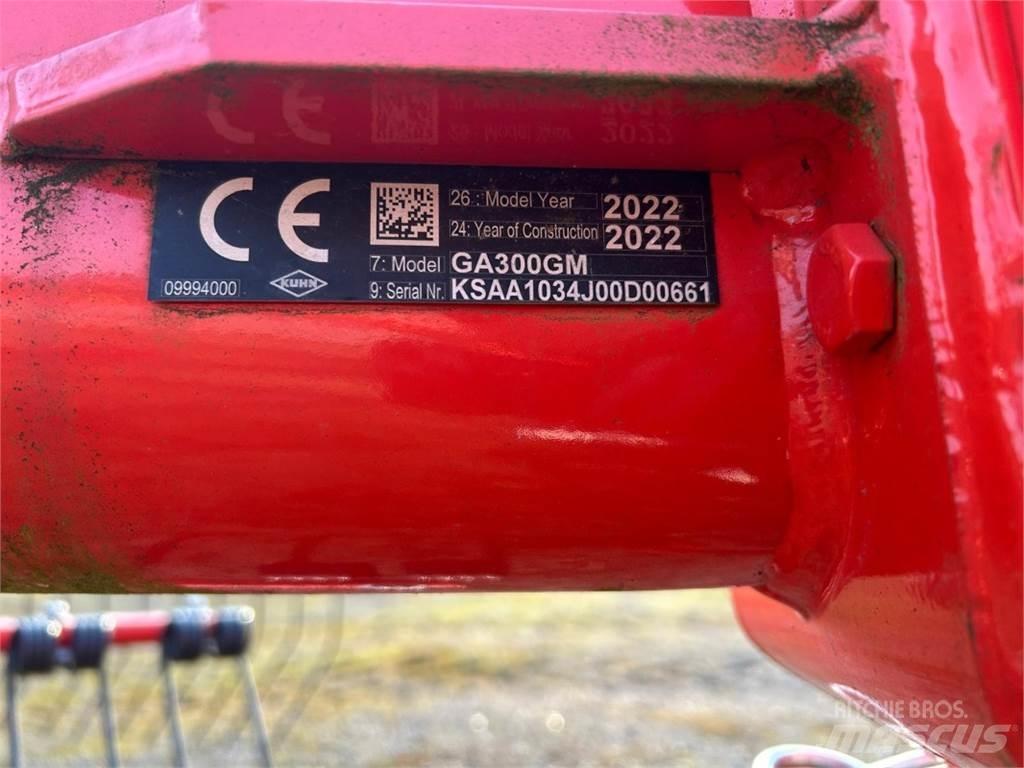 CE
26 : Model Year 2022
24: Year of Construction 2022
7: Model GA300GM
9: Serial Nr. KSAA1034J00D00661
09994000
KUHN
RITCHIE BROS.
mascus